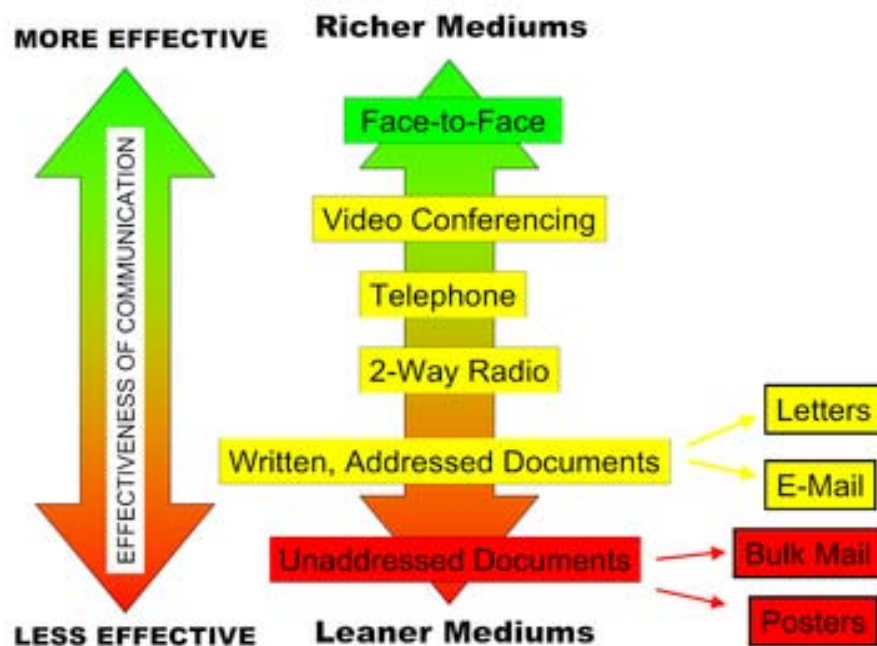 MORE EFFECTIVE
Richer Mediums
Face-to-Face
EFFECTIVENESS OF COMMUNICATION
Video Conferencing
Telephone
2-Way Radio
Letters
Written, Addressed Documents
E-Mail
Unaddressed Documents
Bulk Mail
Posters
LESS EFFECTIVE
Leaner Mediums